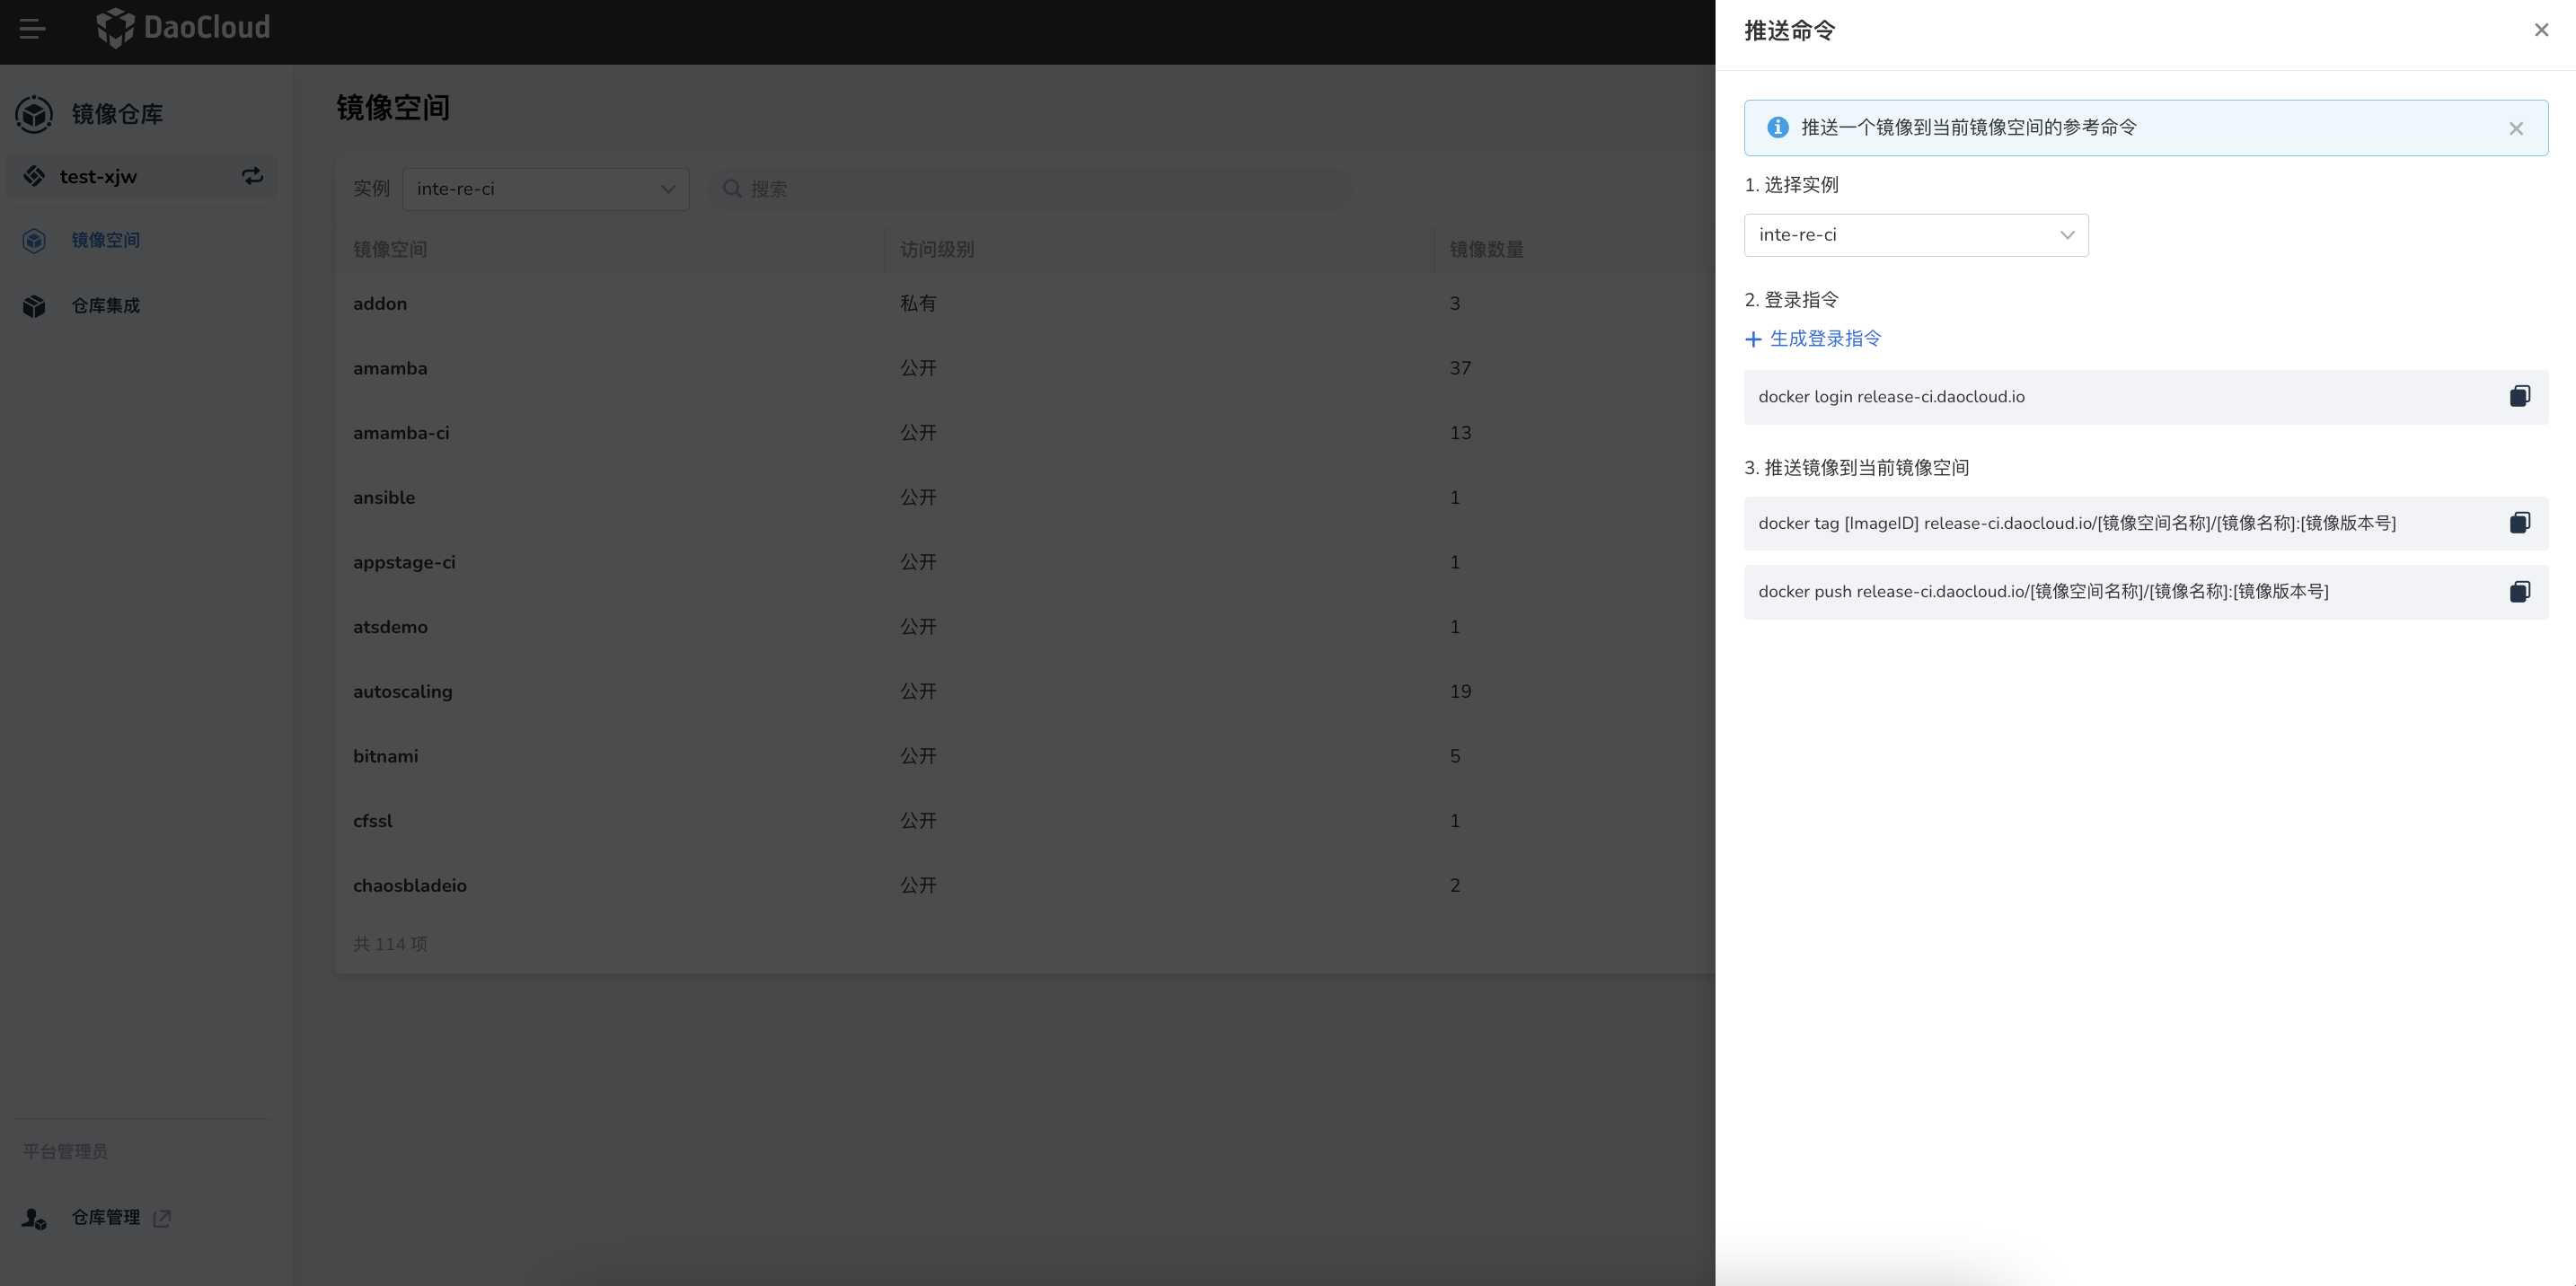 DaoCloud
镜像仓库
test-xjw
镜像空间
仓库集成
平台管理员
仓库管理
镜像空间
实例 inte-re-ci 搜索
镜像空间 访问级别 镜像数量
addon 私有 3
amamba 公开 37
amamba-ci 公开 13
ansible 公开 1
appstage-ci 公开 1
atsdemo 公开 1
autoscaling 公开 19
bitnami 公开 5
cfssl 公开 1
chaosbladeio 公开 2
共 114 项
推送命令
推送一个镜像到当前镜像空间的参考命令
1. 选择实例
inte-re-ci
2. 登录指令
生成登录指令
docker login release-ci.daocloud.io
3. 推送镜像到当前镜像空间
docker tag [ImageID] release-ci.daocloud.io/[镜像空间名称]/[镜像名称]:[镜像版本号]
docker push release-ci.daocloud.io/[镜像空间名称]/[镜像名称]:[镜像版本号]